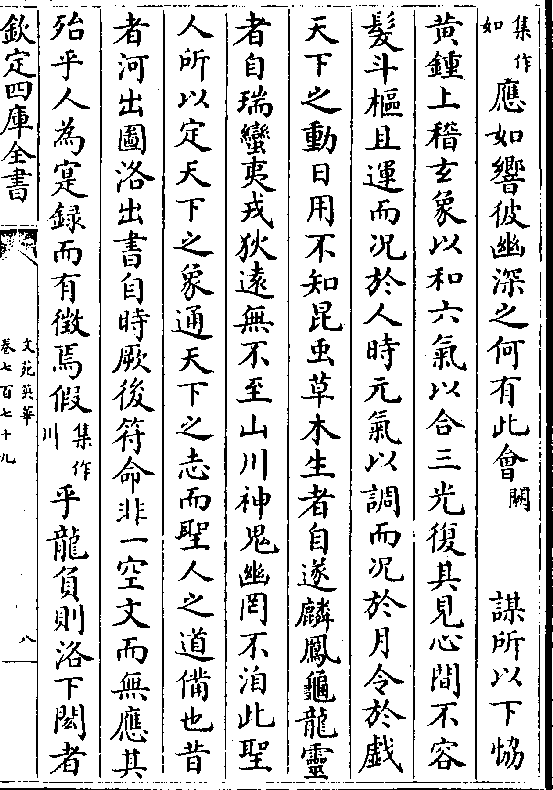 集作如應如響彼幽深之何有此會闕 謀所以下恊
黄鍾上稽玄象以和六氣以合三光復其見心間不容
髮斗樞且運而况於人時元氣以調而况於月令於戯
天下之動日用不知昆虫草木生者自遂麟鳳龜龍靈
者自瑞蠻夷戎狄遠無不至山川神鬼幽罔不洎此聖
人所以定天下之象通天下之志而聖人之道備也昔
者河出圖洛出書自時厥後符命非一空文而無應其
殆乎人為寔録而有徴焉假集作川乎龍負則洛下閎者
欽定四庫全書
文苑英華
卷七百七十九
八